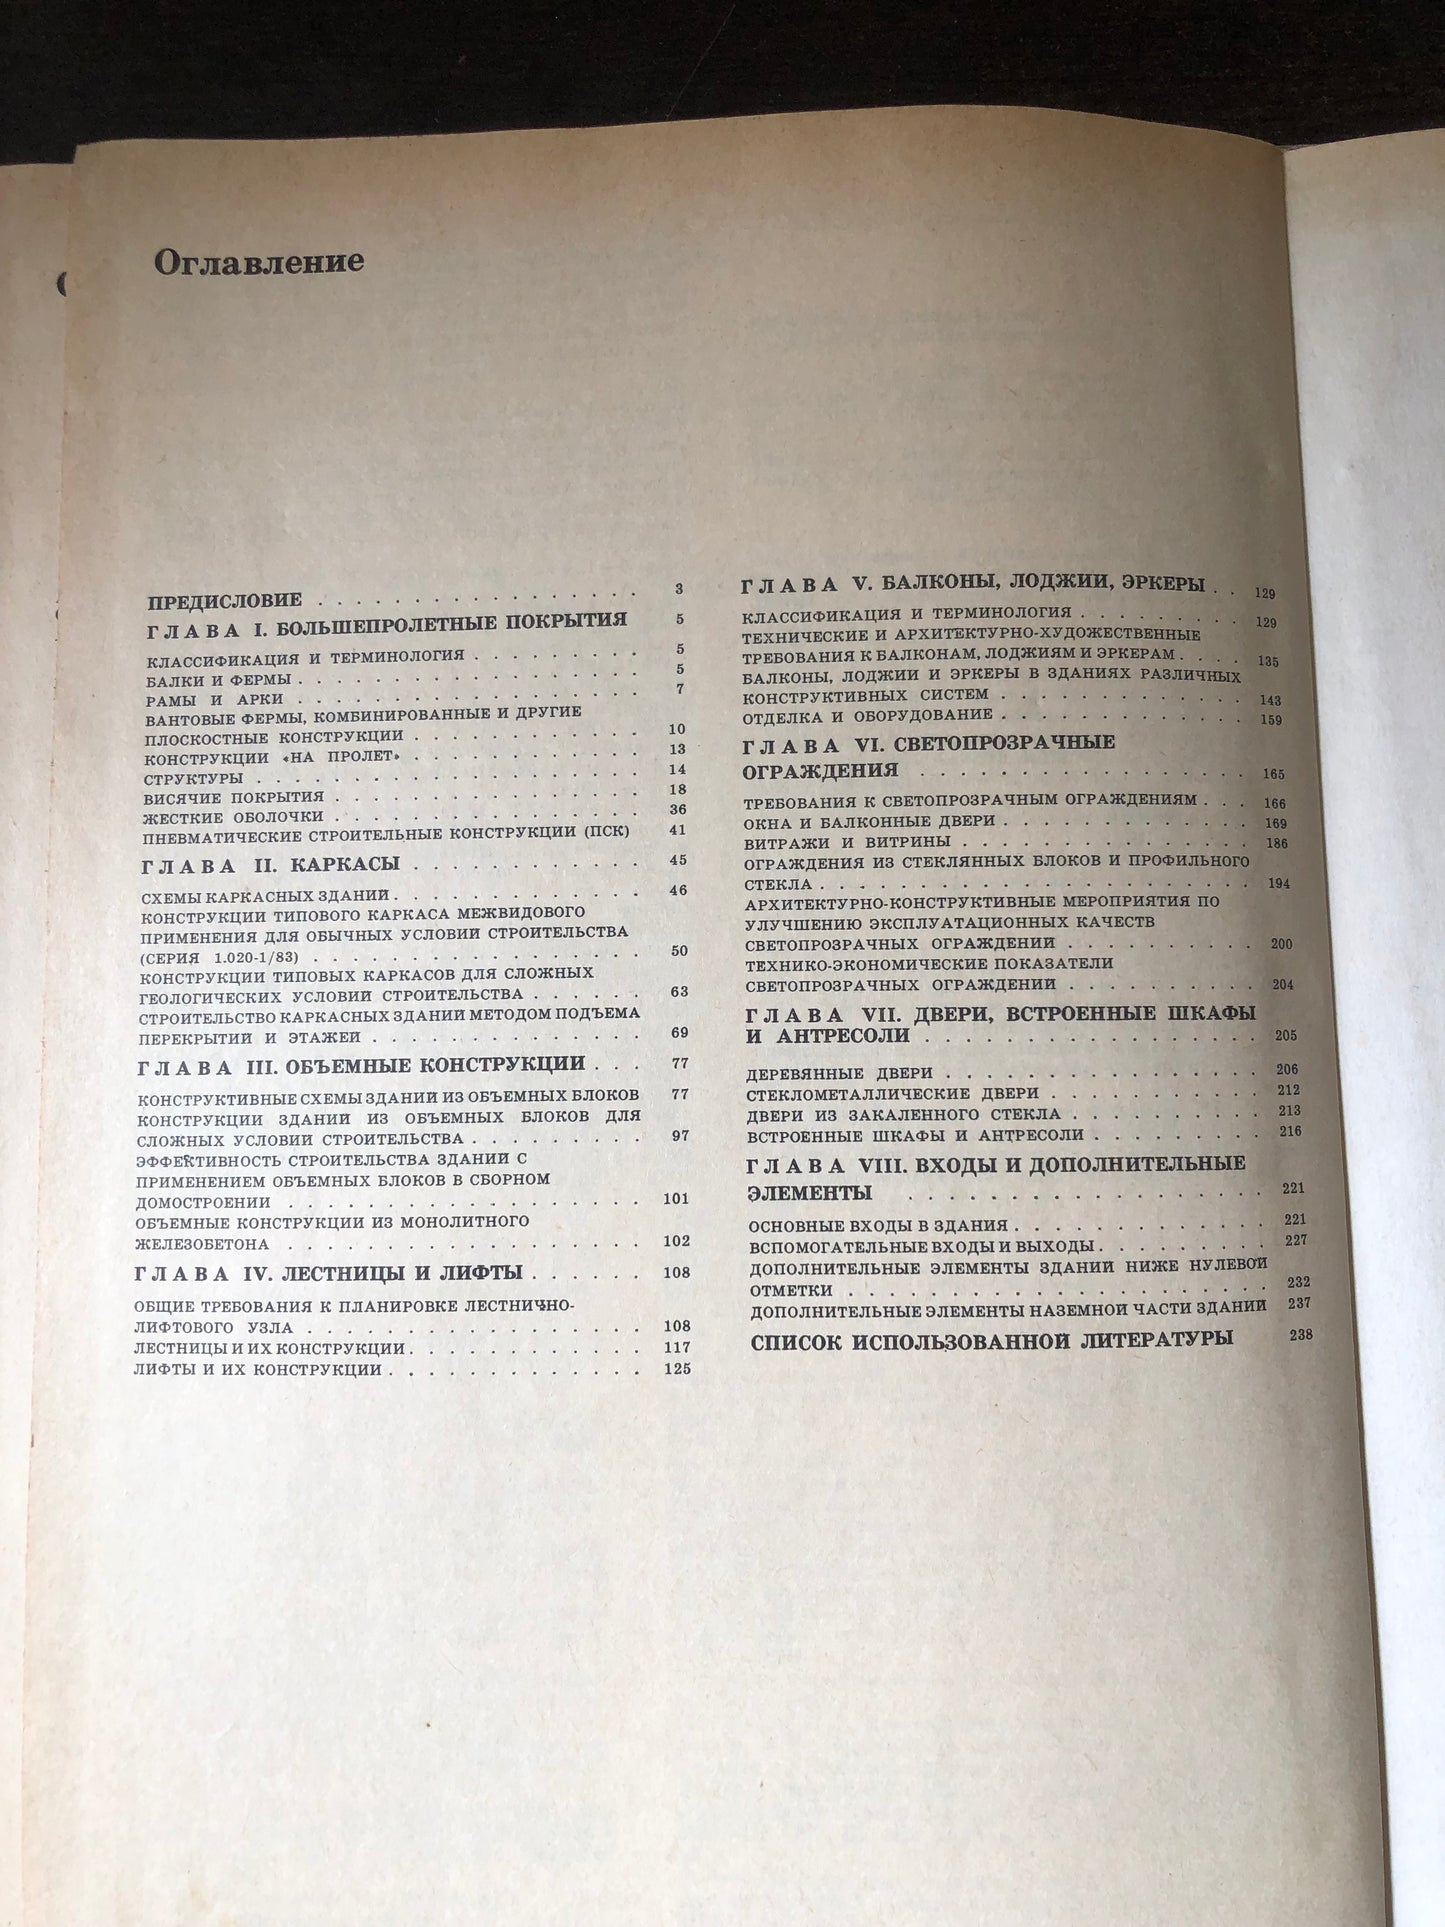 Оглавление
ПРЕДИСЛОВИЕ . . . . . . . . . . . . . . . . . 3
ГЛАВА I. БОЛЬШЕПРОЛЕТНЫЕ ПОКРЫТИЯ 5
КЛАССИФИКАЦИЯ И ТЕРМИНОЛОГИЯ . . . . . . . . . 5
БАЛКИ И ФЕРМЫ . . . . . . . . . . . . . . . . . . 5
РАМЫ И АРКИ . . . . . . . . . . . . . . . . . . 7
ВАНТОВЫЕ ФЕРМЫ, КОМБИНИРОВАННЫЕ И ДРУГИЕ
ПЛОСКОСТНЫЕ КОНСТРУКЦИИ . . . . . . . . . . . . 10
КОНСТРУКЦИИ «НА ПРОЛЕТ» . . . . . . . . . . . . 13
СТРУКТУРЫ . . . . . . . . . . . . . . . . . . . . 14
ВИСЯЧИЕ ПОКРЫТИЯ . . . . . . . . . . . . . . . . 18
ЖЕСТКИЕ ОБОЛОЧКИ . . . . . . . . . . . . . . . . 36
ПНЕВМАТИЧЕСКИЕ СТРОИТЕЛЬНЫЕ КОНСТРУКЦИИ (ПСК) 41
ГЛАВА II. КАРКАСЫ . . . . . . . . . . . . 45
СХЕМЫ КАРКАСНЫХ ЗДАНИЙ . . . . . . . . . . . . . 46
КОНСТРУКЦИИ ТИПОВОГО КАРКАСА МЕЖВИДОВОГО
ПРИМЕНЕНИЯ ДЛЯ ОБЫЧНЫХ УСЛОВИЙ СТРОИТЕЛЬСТВА
(СЕРИЯ 1.020-1/83) . . . . . . . . . . . . . . . . . 50
КОНСТРУКЦИИ ТИПОВЫХ КАРКАСОВ ДЛЯ СЛОЖНЫХ
ГЕОЛОГИЧЕСКИХ УСЛОВИЙ СТРОИТЕЛЬСТВА . . . . . . 63
СТРОИТЕЛЬСТВО КАРКАСНЫХ ЗДАНИЙ МЕТОДОМ ПОДЪЕМА
ПЕРЕКРЫТИЙ И ЭТАЖЕЙ . . . . . . . . . . . . . . 69
ГЛАВА III. ОБЪЕМНЫЕ КОНСТРУКЦИИ . . . 77
КОНСТРУКТИВНЫЕ СХЕМЫ ЗДАНИЙ ИЗ ОБЪЕМНЫХ БЛОКОВ 77
КОНСТРУКЦИИ ЗДАНИЙ ИЗ ОБЪЕМНЫХ БЛОКОВ ДЛЯ
СЛОЖНЫХ УСЛОВИЙ СТРОИТЕЛЬСТВА . . . . . . . . . 97
ЭФФЕКТИВНОСТЬ СТРОИТЕЛЬСТВА ЗДАНИЙ С
ПРИМЕНЕНИЕМ ОБЪЕМНЫХ БЛОКОВ В СБОРНОМ
ДОМОСТРОЕНИИ . . . . . . . . . . . . . . . . . . . 101
ОБЪЕМНЫЕ КОНСТРУКЦИИ ИЗ МОНОЛИТНОГО
ЖЕЛЕЗОБЕТОНА . . . . . . . . . . . . . . . . . . . 102
ГЛАВА IV. ЛЕСТНИЦЫ И ЛИФТЫ . . . . . . 108
ОБЩИЕ ТРЕБОВАНИЯ К ПЛАНИРОВКЕ ЛЕСТНИЧНО-
ЛИФТОВОГО УЗЛА . . . . . . . . . . . . . . . . . . 108
ЛЕСТНИЦЫ И ИХ КОНСТРУКЦИИ . . . . . . . . . . . . 117
ЛИФТЫ И ИХ КОНСТРУКЦИИ . . . . . . . . . . . . . 125
ГЛАВА V. БАЛКОНЫ, ЛОДЖИИ, ЭРКЕРЫ . . 129
КЛАССИФИКАЦИЯ И ТЕРМИНОЛОГИЯ . . . . . . . . . 129
ТЕХНИЧЕСКИЕ И АРХИТЕКТУРНО-ХУДОЖЕСТВЕННЫЕ
ТРЕБОВАНИЯ К БАЛКОНАМ, ЛОДЖИЯМ И ЭРКЕРАМ . . . . 135
БАЛКОНЫ, ЛОДЖИИ И ЭРКЕРЫ В ЗДАНИЯХ РАЗЛИЧНЫХ
КОНСТРУКТИВНЫХ СИСТЕМ . . . . . . . . . . . . . 143
ОТДЕЛКА И ОБОРУДОВАНИЕ . . . . . . . . . . . . . 159
ГЛАВА VI. СВЕТОПРОЗРАЧНЫЕ
ОГРАЖДЕНИЯ . . . . . . . . . . . . . . . . . 165
ТРЕБОВАНИЯ К СВЕТОПРОЗРАЧНЫМ ОГРАЖДЕНИЯМ . . . 166
ОКНА И БАЛКОННЫЕ ДВЕРИ . . . . . . . . . . . . . 169
ВИТРАЖИ И ВИТРИНЫ . . . . . . . . . . . . . . . 186
ОГРАЖДЕНИЯ ИЗ СТЕКЛЯННЫХ БЛОКОВ И ПРОФИЛЬНОГО
СТЕКЛА . . . . . . . . . . . . . . . . . . . . . . 194
АРХИТЕКТУРНО-КОНСТРУКТИВНЫЕ МЕРОПРИЯТИЯ ПО
УЛУЧШЕНИЮ ЭКСПЛУАТАЦИОННЫХ КАЧЕСТВ
СВЕТОПРОЗРАЧНЫХ ОГРАЖДЕНИЙ . . . . . . . . . . 200
ТЕХНИКО-ЭКОНОМИЧЕСКИЕ ПОКАЗАТЕЛИ
СВЕТОПРОЗРАЧНЫХ ОГРАЖДЕНИЙ . . . . . . . . . . 204
ГЛАВА VII. ДВЕРИ, ВСТРОЕННЫЕ ШКАФЫ
И АНТРЕСОЛИ . . . . . . . . . . . . . . . . . 205
ДЕРЕВЯННЫЕ ДВЕРИ . . . . . . . . . . . . . . . . 206
СТЕКЛОМЕТАЛЛИЧЕСКИЕ ДВЕРИ . . . . . . . . . . . 212
ДВЕРИ ИЗ ЗАКАЛЕННОГО СТЕКЛА . . . . . . . . . . 213
ВСТРОЕННЫЕ ШКАФЫ И АНТРЕСОЛИ . . . . . . . . . 216
ГЛАВА VIII. ВХОДЫ И ДОПОЛНИТЕЛЬНЫЕ
ЭЛЕМЕНТЫ . . . . . . . . . . . . . . . . . 221
ОСНОВНЫЕ ВХОДЫ В ЗДАНИЯ . . . . . . . . . . . . . 221
ВСПОМОГАТЕЛЬНЫЕ ВХОДЫ И ВЫХОДЫ . . . . . . . . . 227
ДОПОЛНИТЕЛЬНЫЕ ЭЛЕМЕНТЫ ЗДАНИЙ НИЖЕ НУЛЕВОЙ
ОТМЕТКИ . . . . . . . . . . . . . . . . . . . . . 232
ДОПОЛНИТЕЛЬНЫЕ ЭЛЕМЕНТЫ НАЗЕМНОЙ ЧАСТИ ЗДАНИЙ 237
СПИСОК ИСПОЛЬЗОВАННОЙ ЛИТЕРАТУРЫ 238